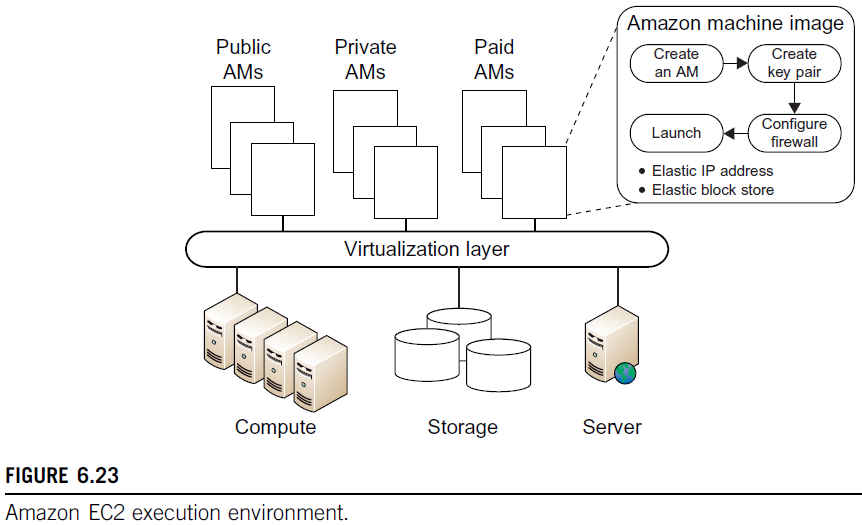 Public
AMs
Private
AMs
Paid
AMs
Amazon machine image
Create
an AM
Create
key pair
Launch
Configure
firewall
• Elastic IP address
• Elastic block store
Virtualization layer
Compute
Storage
Server
FIGURE 6.23
Amazon EC2 execution environment.